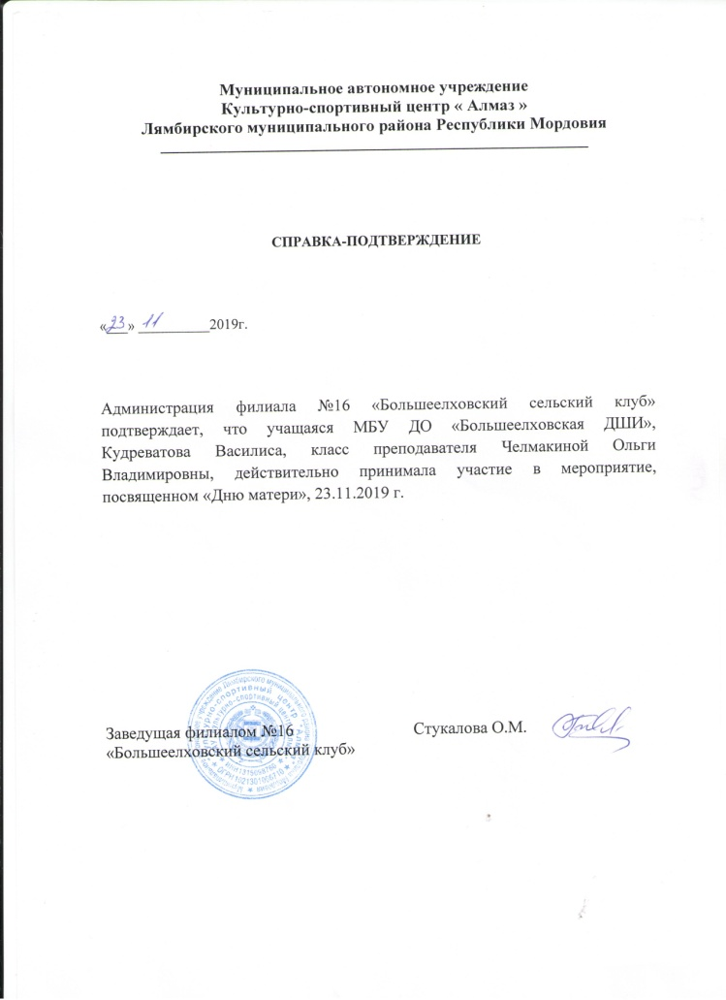 Муниципальное автономное учреждение
Культурно-спортивный центр « Алмаз »
Лямбирского муниципального района Республики Мордовия
СПРАВКА-ПОДТВЕРЖДЕНИЕ
«23» 11 2019г.
Администрация филиала №16 «Большеелховский сельский клуб»
подтверждает, что учащаяся МБУ ДО «Большеелховская ДШИ»,
Кудреватова Василиса, класс преподавателя Челмакиной Ольги
Владимировны, действительно принимала участие в мероприятие,
посвященном «Дню матери», 23.11.2019 г.
Заведущая филиалом №16 Стукалова О.М.
«Большеелховский сельский клуб»